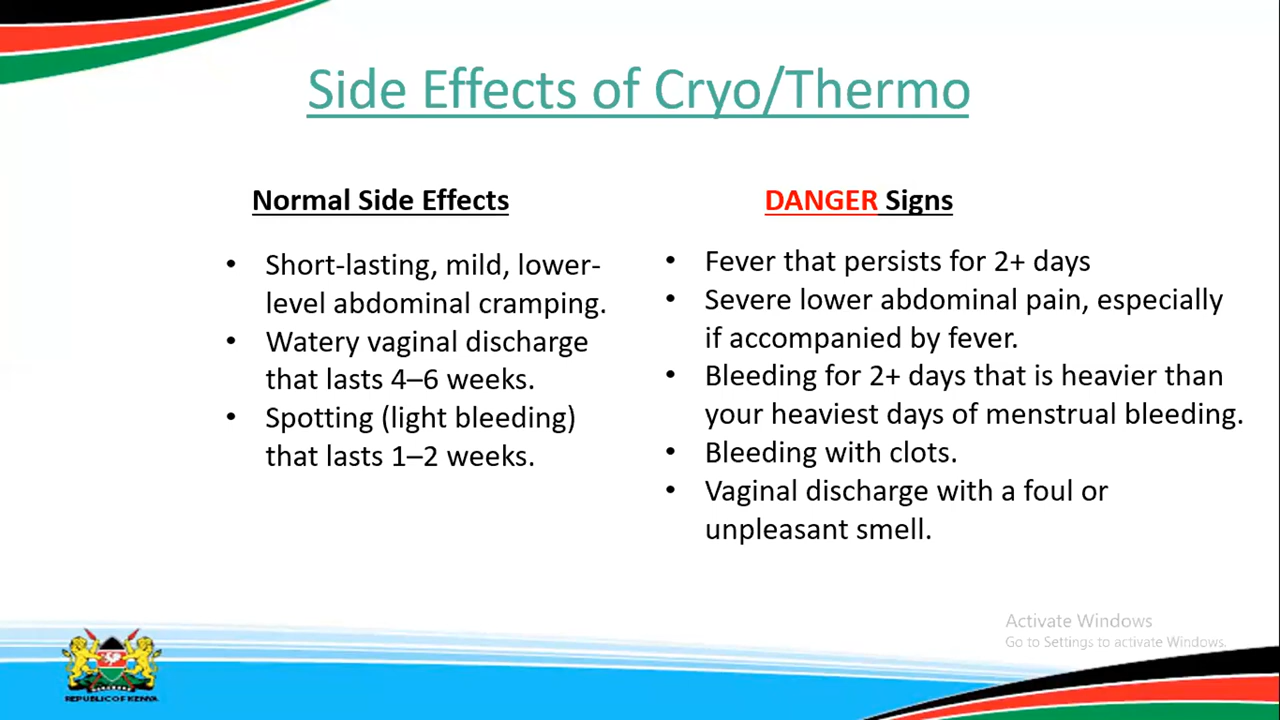 Side Effects of Cryo/Thermo
Normal Side Effects
• Short-lasting, mild, lower-
level abdominal cramping.
• Watery vaginal discharge
that lasts 4–6 weeks.
• Spotting (light bleeding)
that lasts 1–2 weeks.
DANGER Signs
• Fever that persists for 2+ days
• Severe lower abdominal pain, especially
if accompanied by fever.
• Bleeding for 2+ days that is heavier than
your heaviest days of menstrual bleeding.
• Bleeding with clots.
• Vaginal discharge with a foul or
unpleasant smell.
Activate Windows
Go to Settings to activate Windows.
REPUBLIC OF KENYA